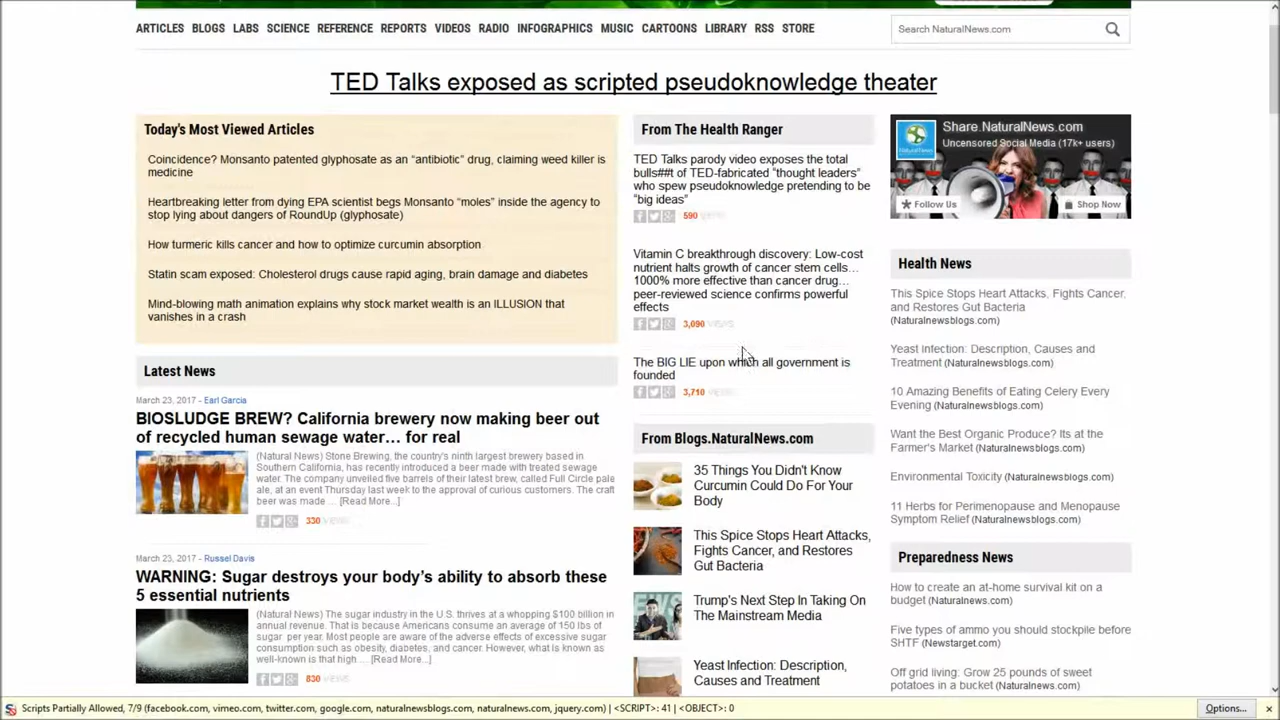 ARTICLES BLOGS LABS SCIENCE REFERENCE REPORTS VIDEOS RADIO INFOGRAPHICS MUSIC CARTOONS LIBRARY RSS STORE
Search NaturalNews.com
TED Talks exposed as scripted pseudoknowledge theater
Today's Most Viewed Articles
Coincidence? Monsanto patented glyphosate as an “antibiotic” drug, claiming weed killer is
medicine
Heartbreaking letter from dying EPA scientist begs Monsanto “moles” inside the agency to
stop lying about dangers of RoundUp (glyphosate)
How turmeric kills cancer and how to optimize curcumin absorption
Statin scam exposed: Cholesterol drugs cause rapid aging, brain damage and diabetes
Mind-blowing math animation explains why stock market wealth is an ILLUSION that
vanishes in a crash
Latest News
March 23, 2017 - Earl Garcia
BIOSLUDGE BREW? California brewery now making beer out
of recycled human sewage water… for real
(Natural News) Stone Brewing, the country's ninth largest brewery based in
Southern California, has recently introduced a beer made with treated sewage
water. The company unveiled five barrels of their latest brew, called Full Circle pale
ale, at an event Thursday last week to the approval of curious customers. The craft
beer was made ... [Read More...]
330 VIEWS
March 23, 2017 - Russel Davis
WARNING: Sugar destroys your body’s ability to absorb these
5 essential nutrients
(Natural News) The sugar industry in the U.S. thrives at a whopping $100 billion in
annual revenue. That is because Americans consume an average of 150 lbs of
sugar per year. Most people are aware of the adverse effects of excessive sugar
consumption such as obesity, diabetes, and cancer. However, what is known as
well-known is that high ... [Read More...]
830 VIEWS
From The Health Ranger
TED Talks parody video exposes the total
bulls##t of TED-fabricated “thought leaders”
who spew pseudoknowledge pretending to be
“big ideas”
590 VIEWS
Vitamin C breakthrough discovery: Low-cost
nutrient halts growth of cancer stem cells…
1000% more effective than cancer drug…
peer-reviewed science confirms powerful
effects
3,090 VIEWS
The BIG LIE upon which all government is
founded
3,710 VIEWS
From Blogs.NaturalNews.com
35 Things You Didn't Know
Curcumin Could Do For Your
Body
This Spice Stops Heart Attacks,
Fights Cancer, and Restores
Gut Bacteria
Trump's Next Step In Taking On
The Mainstream Media
Yeast Infection: Description,
Causes and Treatment
Share.NaturalNews.com
Uncensored Social Media (17k+ users)
Follow Us
Shop Now
Health News
This Spice Stops Heart Attacks, Fights Cancer,
and Restores Gut Bacteria
(Naturalnewsblogs.com)
Yeast Infection: Description, Causes and
Treatment (Naturalnewsblogs.com)
10 Amazing Benefits of Eating Celery Every
Evening (Naturalnewsblogs.com)
Want the Best Organic Produce? Its at the
Farmer's Market (Naturalnewsblogs.com)
Environmental Toxicity (Naturalnewsblogs.com)
11 Herbs for Perimenopause and Menopause
Symptom Relief (Naturalnewsblogs.com)
Preparedness News
How to create an at-home survival kit on a
budget (Naturalnews.com)
Five types of ammo you should stockpile before
SHTF (Newstarget.com)
Off grid living: Grow 25 pounds of sweet
potatoes in a bucket (Naturalnews.com)
Scripts Partially Allowed, 7/9 (facebook.com, vimeo.com, twitter.com, google.com, naturalnewsblogs.com, naturalnews.com, jquery.com) | <SCRIPT>: 41 | <OBJECT>: 0
Options...